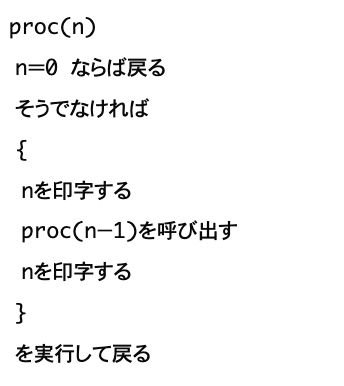 proc(n)
n＝0 ならば戻る
そうでなければ
{
nを印字する
proc(n－1)を呼び出す
nを印字する
}
を実行して戻る